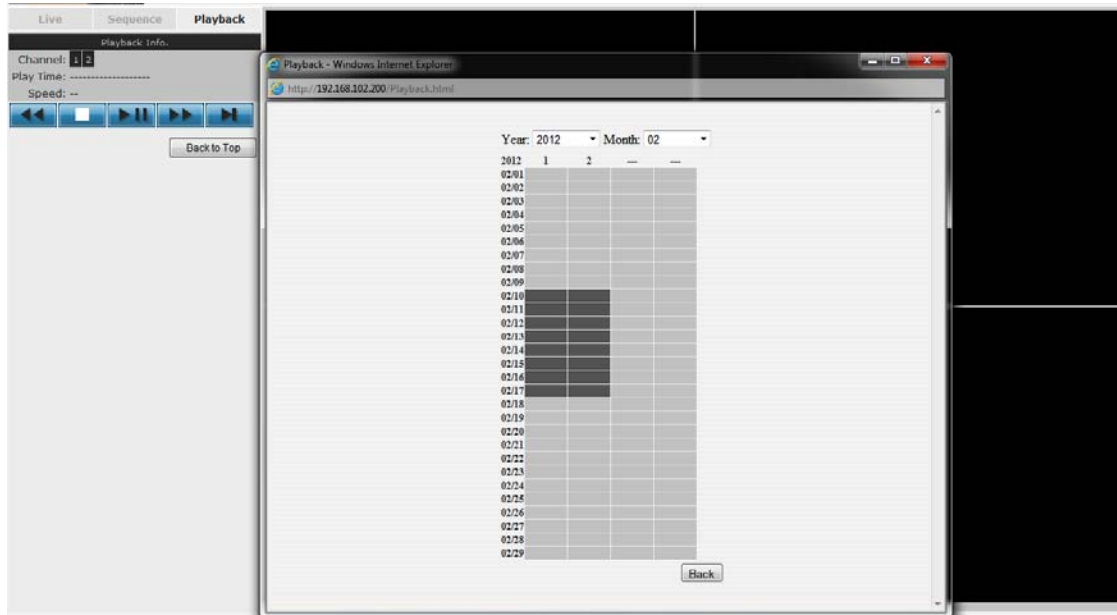 Live Sequence Playback
Playback Info.
Channel: 1 2
Play Time: -------------------
Speed: --
Back to Top
Playback - Windows Internet Explorer
http://192.168.102.200/Playback.html
Year: 2012 Month: 02
2012 1 2 --- ---
02/01
02/02
02/03
02/04
02/05
02/06
02/07
02/08
02/09
02/10
02/11
02/12
02/13
02/14
02/15
02/16
02/17
02/18
02/19
02/20
02/21
02/22
02/23
02/24
02/25
02/26
02/27
02/28
02/29
Back